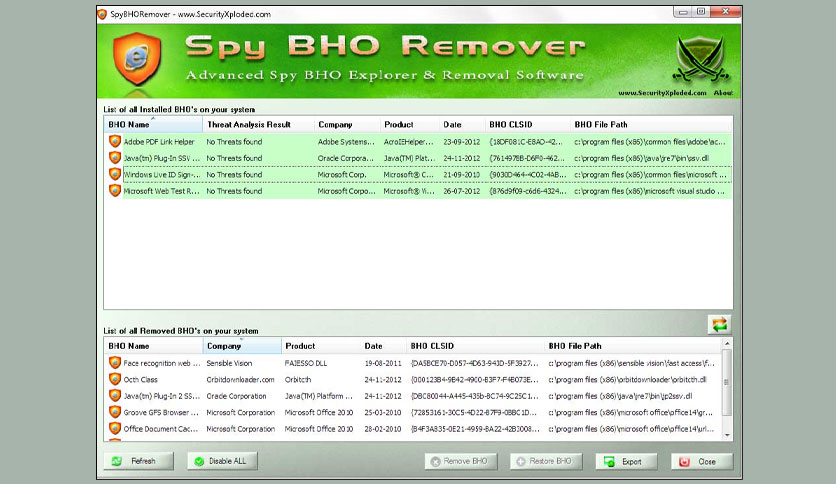 SpyBHORemover - www.SecurityXploded.com
Spy BHO Remover
Advanced Spy BHO Explorer & Removal Software
www.SecurityXploded.com About
List of all Installed BHO's on your system
BHO Name Threat Analysis Result Company Product Date BHO CLSID BHO File Path
Adobe PDF Link Helper No Threats found Adobe Systems... AcroIEHelper... 23-09-2012 {18DF081C-E8AD-42... c:\program files (x86)\common files\adobe\ac...
Java(tm) Plug-In SSV ... No Threats found Oracle Corpora... Java(TM) Plat... 24-11-2012 {7614978B-D6F0-462... c:\program files (x86)\java\jre7\bin\ssv.dll
Windows Live ID Sign-... No Threats found Microsoft Corp. Microsoft® C... 21-09-2010 {9030D464-4C02-4AB... c:\program files (x86)\common files\microsoft ...
Microsoft Web Test R... No Threats found Microsoft Corpor... Microsoft® V... 26-07-2012 {876d9f09-c6d6-4324... c:\program files (x86)\microsoft visual studio ...
List of all Removed BHO's on your system
BHO Name Company Product Date BHO CLSID BHO File Path
Face recognition web ... Sensible Vision FAIESSO DLL 19-08-2011 c:\program files (x86)\sensible vision\fast access\f...
Octh Class Orbitdownloader.com Orbitcth 24-11-2012 {000123B4-9B42-4900-B3F7-F4B073E... c:\program files (x86)\orbitdownloader\orbitcth.dll
Java(tm) Plug-In 2 SS... Oracle Corporation Java(TM) Platform ... 24-11-2012 {DBC80044-A445-435b-BC74-9C25C1... c:\program files (x86)\java\jre7\bin\jp2ssv.dll
Groove GFS Browser ... Microsoft Corporation Microsoft Office 2010 25-03-2010 {72853161-30C5-4D22-B7F9-0BBC1D... c:\program files (x86)\microsoft office\office14\gr...
Office Document Cac... Microsoft Corporation Microsoft Office 2010 28-02-2010 {B4F3A835-0E21-4959-BA22-42B3008... c:\program files (x86)\microsoft office\office14\url...
Refresh Disable ALL Remove BHO Restore BHO Export Close